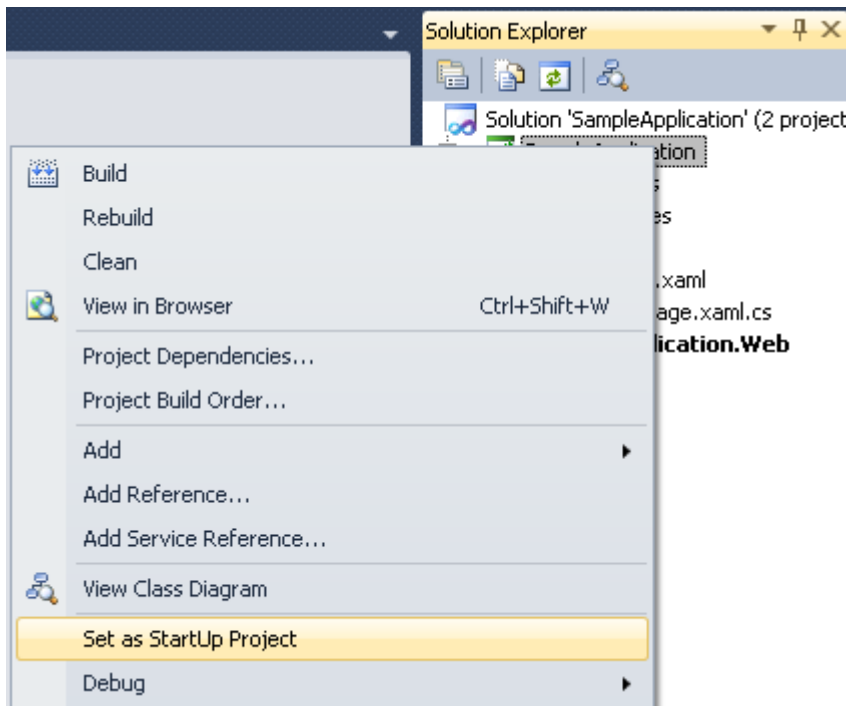 Solution Explorer
Solution 'SampleApplication' (2 project
ation
s
es
.xaml
age.xaml.cs
lication.Web
Build
Rebuild
Clean
View in Browser Ctrl+Shift+W
Project Dependencies...
Project Build Order...
Add
Add Reference...
Add Service Reference...
View Class Diagram
Set as StartUp Project
Debug